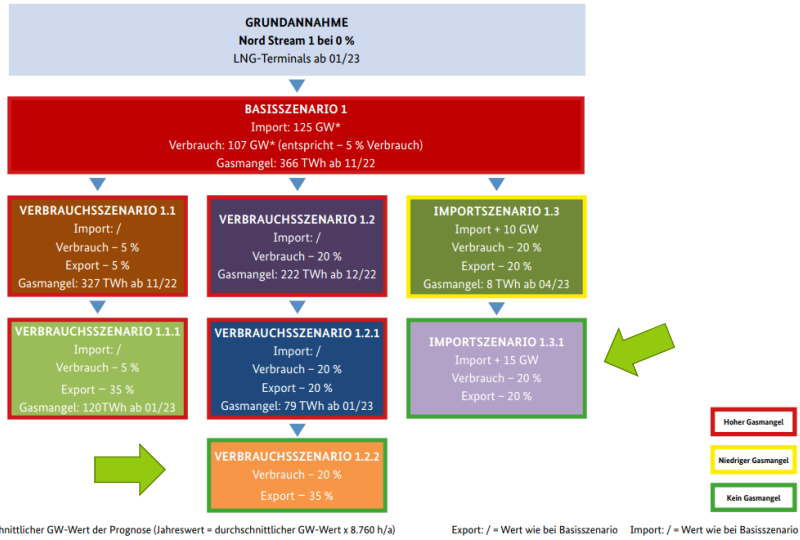 GRUNDANNAHME
Nord Stream 1 bei 0 %
LNG-Terminals ab 01/23
BASISSZENARIO 1
Import: 125 GW*
Verbrauch: 107 GW* (entspricht – 5 % Verbrauch)
Gasmangel: 366 TWh ab 11/22
VERBRAUCHSSZENARIO 1.1
Import: /
Verbrauch – 5 %
Export – 5 %
Gasmangel: 327 TWh ab 11/22
VERBRAUCHSSZENARIO 1.2
Import: /
Verbrauch – 20 %
Gasmangel: 222 TWh ab 12/22
IMPORTSZENARIO 1.3
Import + 10 GW
Verbrauch – 20 %
Export – 20 %
Gasmangel: 8 TWh ab 04/23
VERBRAUCHSSZENARIO 1.1.1
Import: /
Verbrauch – 5 %
Export – 35 %
Gasmangel: 120TWh ab 01/23
VERBRAUCHSSZENARIO 1.2.1
Import: /
Verbrauch – 20 %
Export – 20 %
Gasmangel: 79 TWh ab 01/23
IMPORTSZENARIO 1.3.1
Import + 15 GW
Verbrauch – 20 %
Export – 20 %
VERBRAUCHSSZENARIO 1.2.2
Verbrauch – 20 %
Export – 35 %
Hoher Gasmangel
Niedriger Gasmangel
Kein Gasmangel
hnittlicher GW-Wert der Prognose (Jahreswert = durchschnittlicher GW-Wert x 8.760 h/a)
Export: / = Wert wie bei Basisszenario
Import: / = Wert wie bei Basisszenario